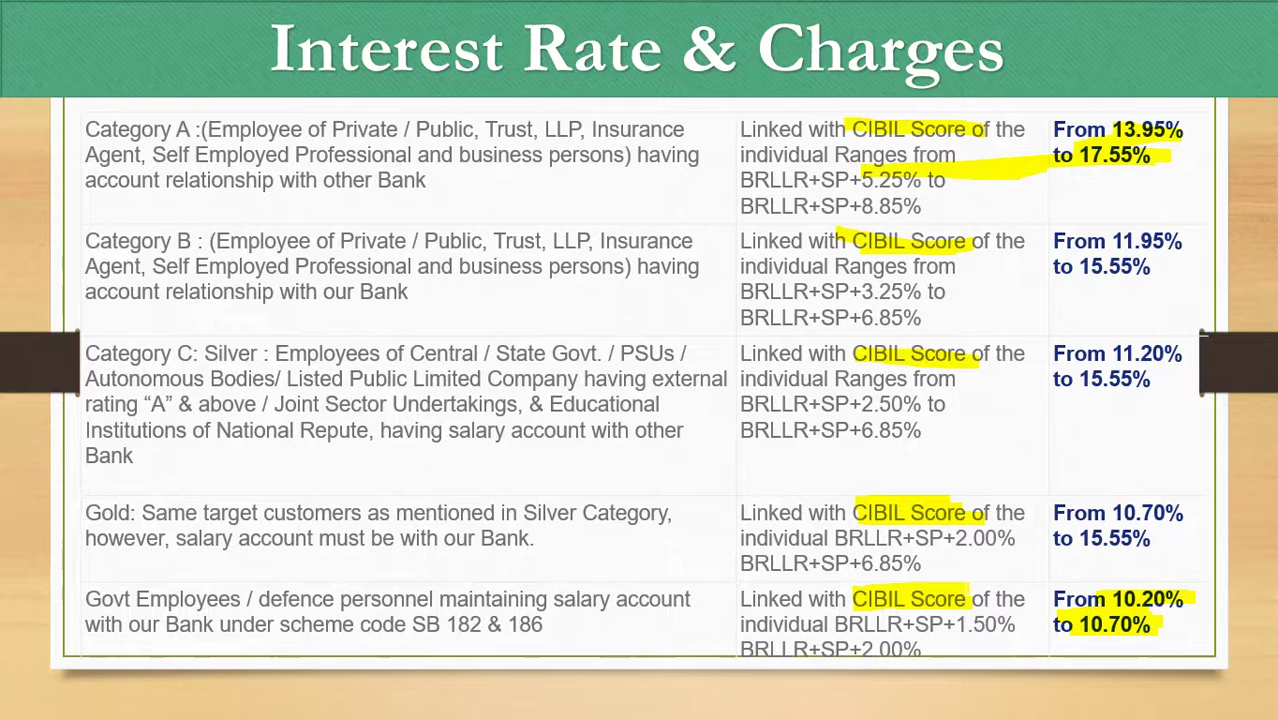 Interest Rate & Charges
Category A :(Employee of Private / Public, Trust, LLP, Insurance
Agent, Self Employed Professional and business persons) having
account relationship with other Bank
Linked with CIBIL Score of the
individual Ranges from
BRLLR+SP+5.25% to
BRLLR+SP+8.85%
From 13.95%
to 17.55%
Category B : (Employee of Private / Public, Trust, LLP, Insurance
Agent, Self Employed Professional and business persons) having
account relationship with our Bank
Linked with CIBIL Score of the
individual Ranges from
BRLLR+SP+3.25% to
BRLLR+SP+6.85%
From 11.95%
to 15.55%
Category C: Silver : Employees of Central / State Govt. / PSUs /
Autonomous Bodies/ Listed Public Limited Company having external
rating “A” & above / Joint Sector Undertakings, & Educational
Institutions of National Repute, having salary account with other
Bank
Linked with CIBIL Score of the
individual Ranges from
BRLLR+SP+2.50% to
BRLLR+SP+6.85%
From 11.20%
to 15.55%
Gold: Same target customers as mentioned in Silver Category,
however, salary account must be with our Bank.
Linked with CIBIL Score of the
individual BRLLR+SP+2.00%
BRLLR+SP+6.85%
From 10.70%
to 15.55%
Govt Employees / defence personnel maintaining salary account
with our Bank under scheme code SB 182 & 186
Linked with CIBIL Score of the
individual BRLLR+SP+1.50%
BRLLR+SP+2.00%
From 10.20%
to 10.70%